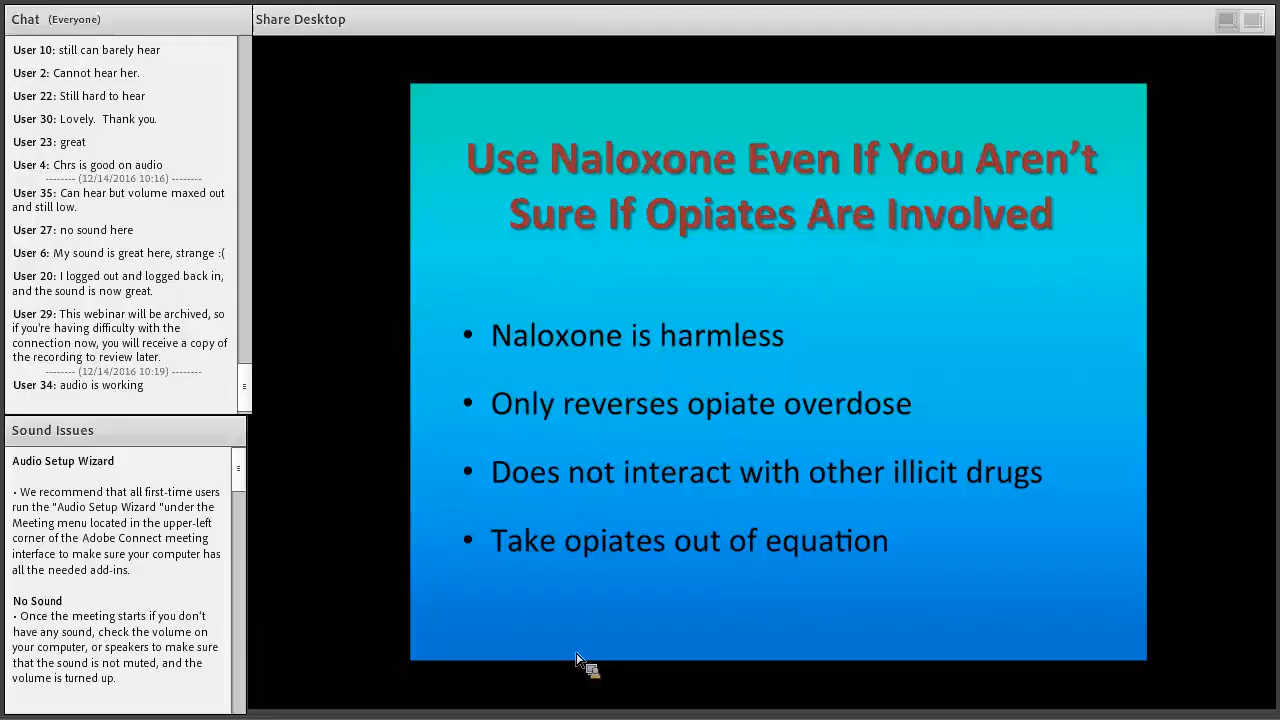 Chat (Everyone)
User 10: still can barely hear
User 2: Cannot hear her.
User 22: Still hard to hear
User 30: Lovely. Thank you.
User 23: great
User 4: Chrs is good on audio
-------- (12/14/2016 10:16) --------
User 35: Can hear but volume maxed out
and still low.
User 27: no sound here
User 6: My sound is great here, strange :(
User 20: I logged out and logged back in,
and the sound is now great.
User 29: This webinar will be archived, so
if you're having difficulty with the
connection now, you will receive a copy of
the recording to review later.
-------- (12/14/2016 10:19) --------
User 34: audio is working
Sound Issues
Audio Setup Wizard
• We recommend that all first-time users
run the "Audio Setup Wizard "under the
Meeting menu located in the upper-left
corner of the Adobe Connect meeting
interface to make sure your computer has
all the needed add-ins.
No Sound
• Once the meeting starts if you don't
have any sound, check the volume on
your computer, or speakers to make sure
that the sound is not muted, and the
volume is turned up.
Share Desktop
Use Naloxone Even If You Aren't
Sure If Opiates Are Involved
• Naloxone is harmless
• Only reverses opiate overdose
• Does not interact with other illicit drugs
• Take opiates out of equation